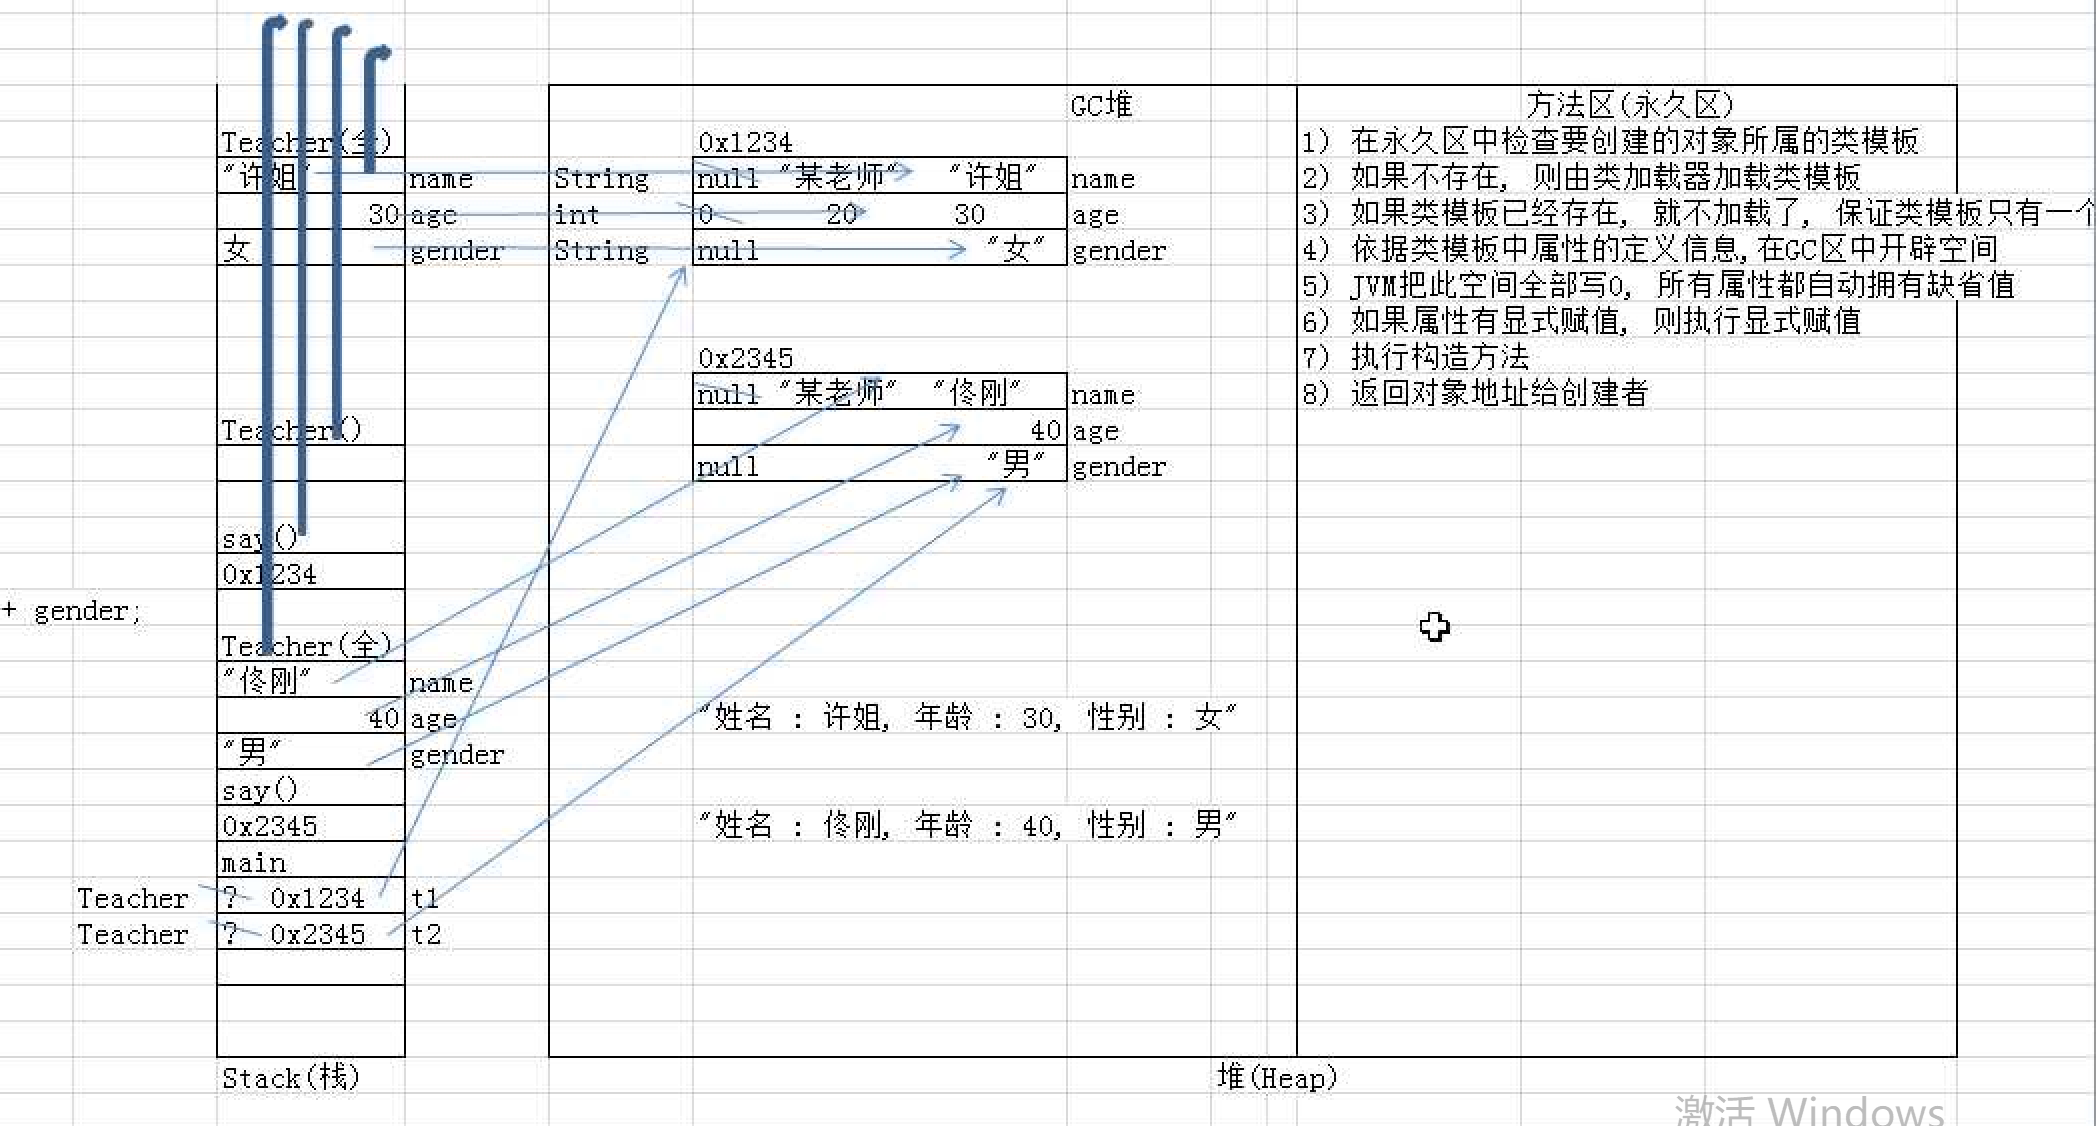 GC堆 方法区(永久区)
Teacher(全) 0x1234 1) 在永久区中检查要创建的对象所属的类模板
"许姐" name String null "某老师" "许姐" name 2) 如果不存在, 则由类加载器加载类模板
30 age int 0 20 30 age 3) 如果类模板已经存在, 就不加载了, 保证类模板只有一个
女 gender String null "女" gender 4) 依据类模板中属性的定义信息,在GC区中开辟空间
5) JVM把此空间全部写0, 所有属性都自动拥有缺省值
6) 如果属性有显式赋值, 则执行显式赋值
0x2345 7) 执行构造方法
null "某老师" "佟刚" name 8) 返回对象地址给创建者
Teacher() 40 age
null "男" gender
say()
0x1234
+ gender;
Teacher(全)
"佟刚" name
40 age "姓名 : 许姐, 年龄 : 30, 性别 : 女"
"男" gender
say()
0x2345 "姓名 : 佟刚, 年龄 : 40, 性别 : 男"
main
Teacher ? 0x1234 t1
Teacher ? 0x2345 t2
Stack(栈) 堆(Heap)
激活 Windows